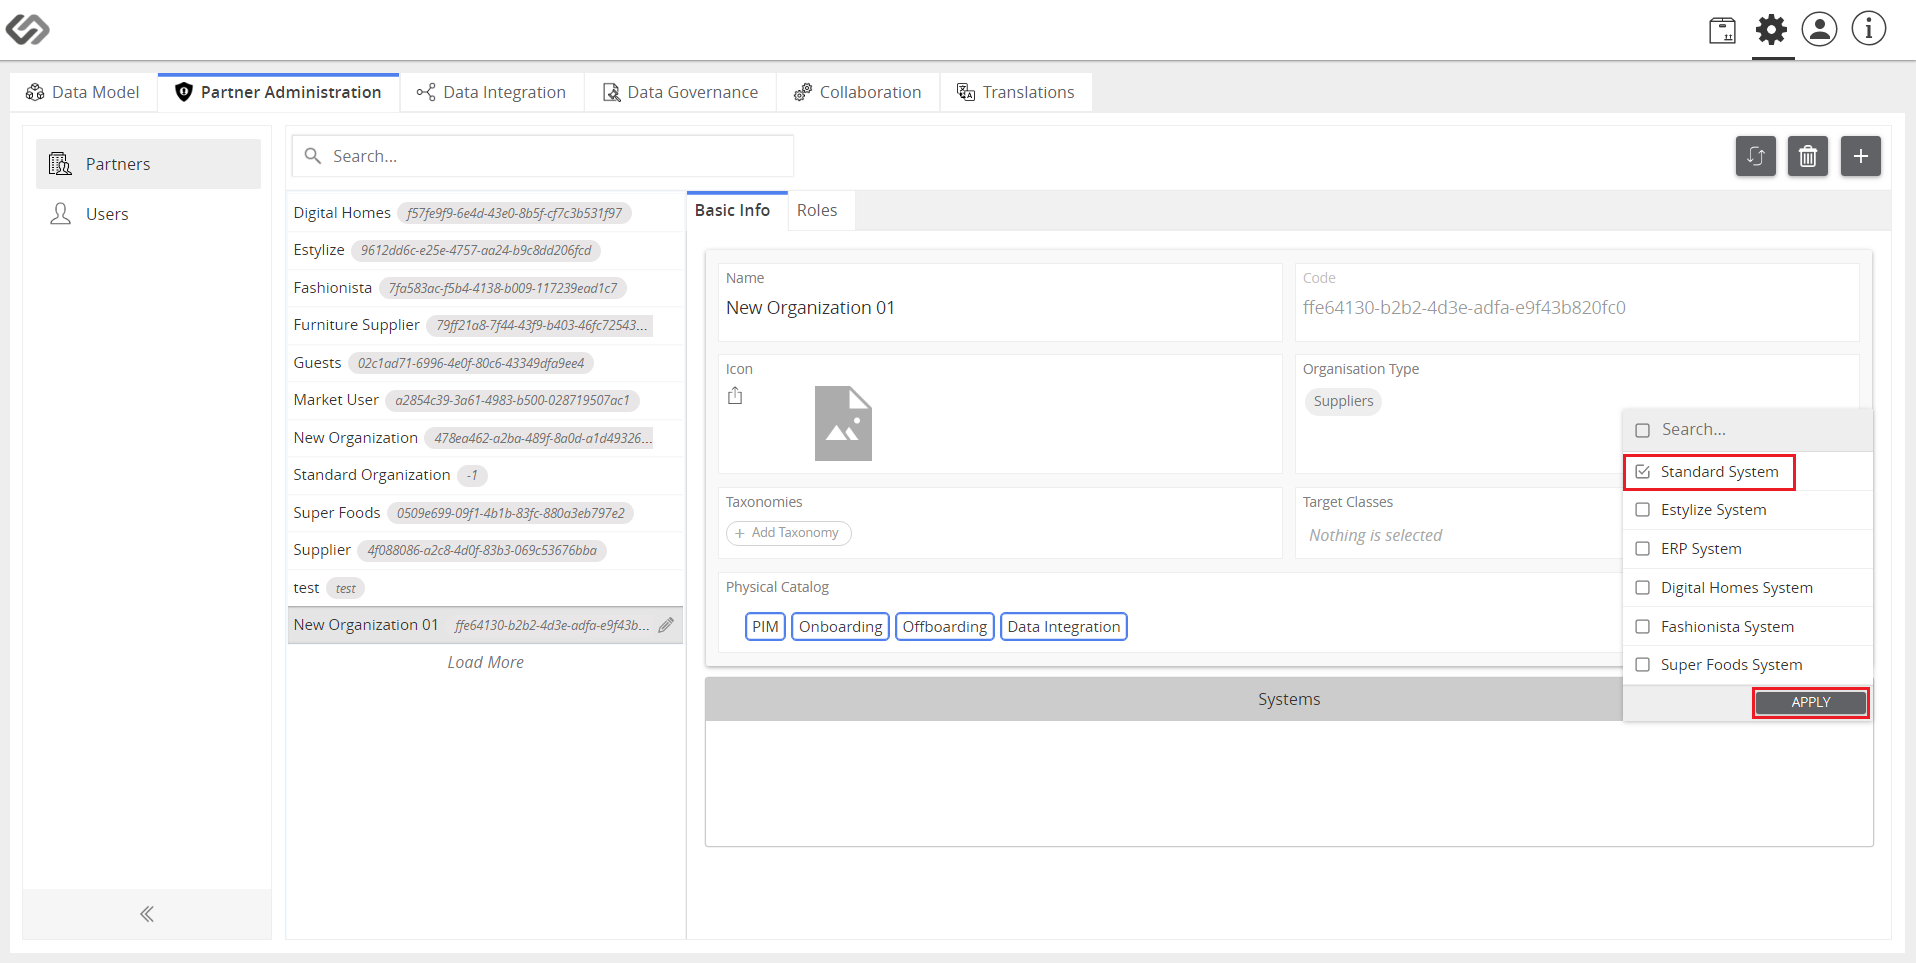 Data Model
Partner Administration
Data Integration
Data Governance
Collaboration
Translations
Partners
Users
Search...
Digital Homes f57fe9f9-6e4d-43e0-8b5f-cf7c3b531f97
Estylize 9612dd6c-e25e-4757-aa24-b9c8dd206fcd
Fashionista 7fa583ac-f5b4-4138-b009-117239ead1c7
Furniture Supplier 79ff21a8-7f44-43f9-b403-46fc72543...
Guests 02c1ad71-6996-4e0f-80c6-43349dfa9ee4
Market User a2854c39-3a61-4983-b500-028719507ac1
New Organization 478ea462-a2ba-489f-8a0d-a1d49326...
Standard Organization -1
Super Foods 0509e699-09f1-4b1b-83fc-880a3eb797e2
Supplier 4f088086-a2c8-4d0f-83b3-069c53676bba
test test
New Organization 01 ffe64130-b2b2-4d3e-adfa-e9f43b...
Load More
Basic Info
Roles
Name
New Organization 01
Code
ffe64130-b2b2-4d3e-adfa-e9f43b820fc0
Icon
Organisation Type
Suppliers
Taxonomies
+ Add Taxonomy
Target Classes
Nothing is selected
Physical Catalog
PIM
Onboarding
Offboarding
Data Integration
Search...
Standard System
Estylize System
ERP System
Digital Homes System
Fashionista System
Super Foods System
APPLY
Systems